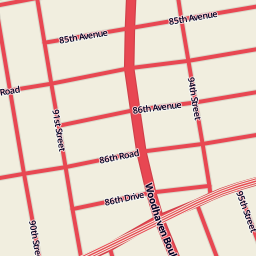 85th Avenue
85th Avenue
Road
94th Street
86th Avenue
91st Street
86th Road
86th Drive
Woodhaven Boul
90th Stree
95th Street